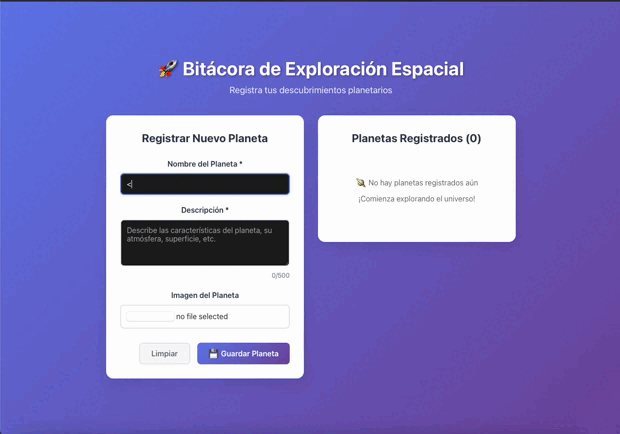 🚀 Bitácora de Exploración Espacial
Registra tus descubrimientos planetarios
Registrar Nuevo Planeta
Nombre del Planeta *
<
Descripción *
Describe las características del planeta, su
atmósfera, superficie, etc.
0/500
Imagen del Planeta
no file selected
Limpiar
💾 Guardar Planeta
Planetas Registrados (0)
🪐 No hay planetas registrados aún
¡Comienza explorando el universo!